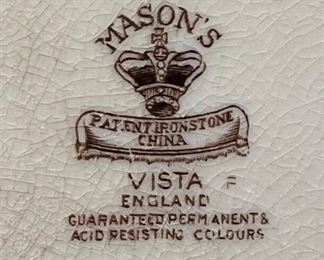 MASON'S
PATENT IRONSTONE
CHINA
VISTA F
ENGLAND
GUARANTEED PERMANENT &
ACID RESISTING COLOURS